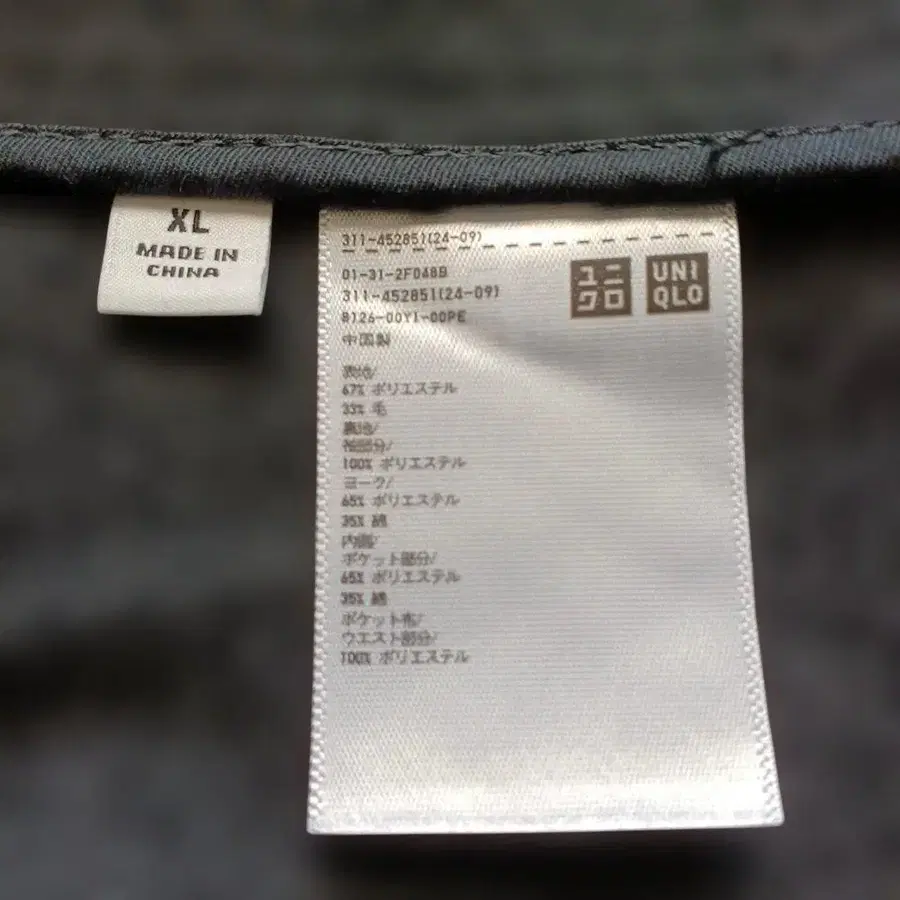 XL
MADE IN
CHINA
311-452851(24-09)
01-31-2F048B
311-452851(24-09)
8126-00Y1-00PE
中国製
ユニ
クロ
UNI
QLO
表地/
67% ポリエステル
33% 毛
裏地/
袖部分/
100% ポリエステル
ヨーク/
65% ポリエステル
35% 綿
内側/
ポケット部分/
65% ポリエステル
35% 綿
ポケット布/
ウエスト部分/
100% ポリエステル